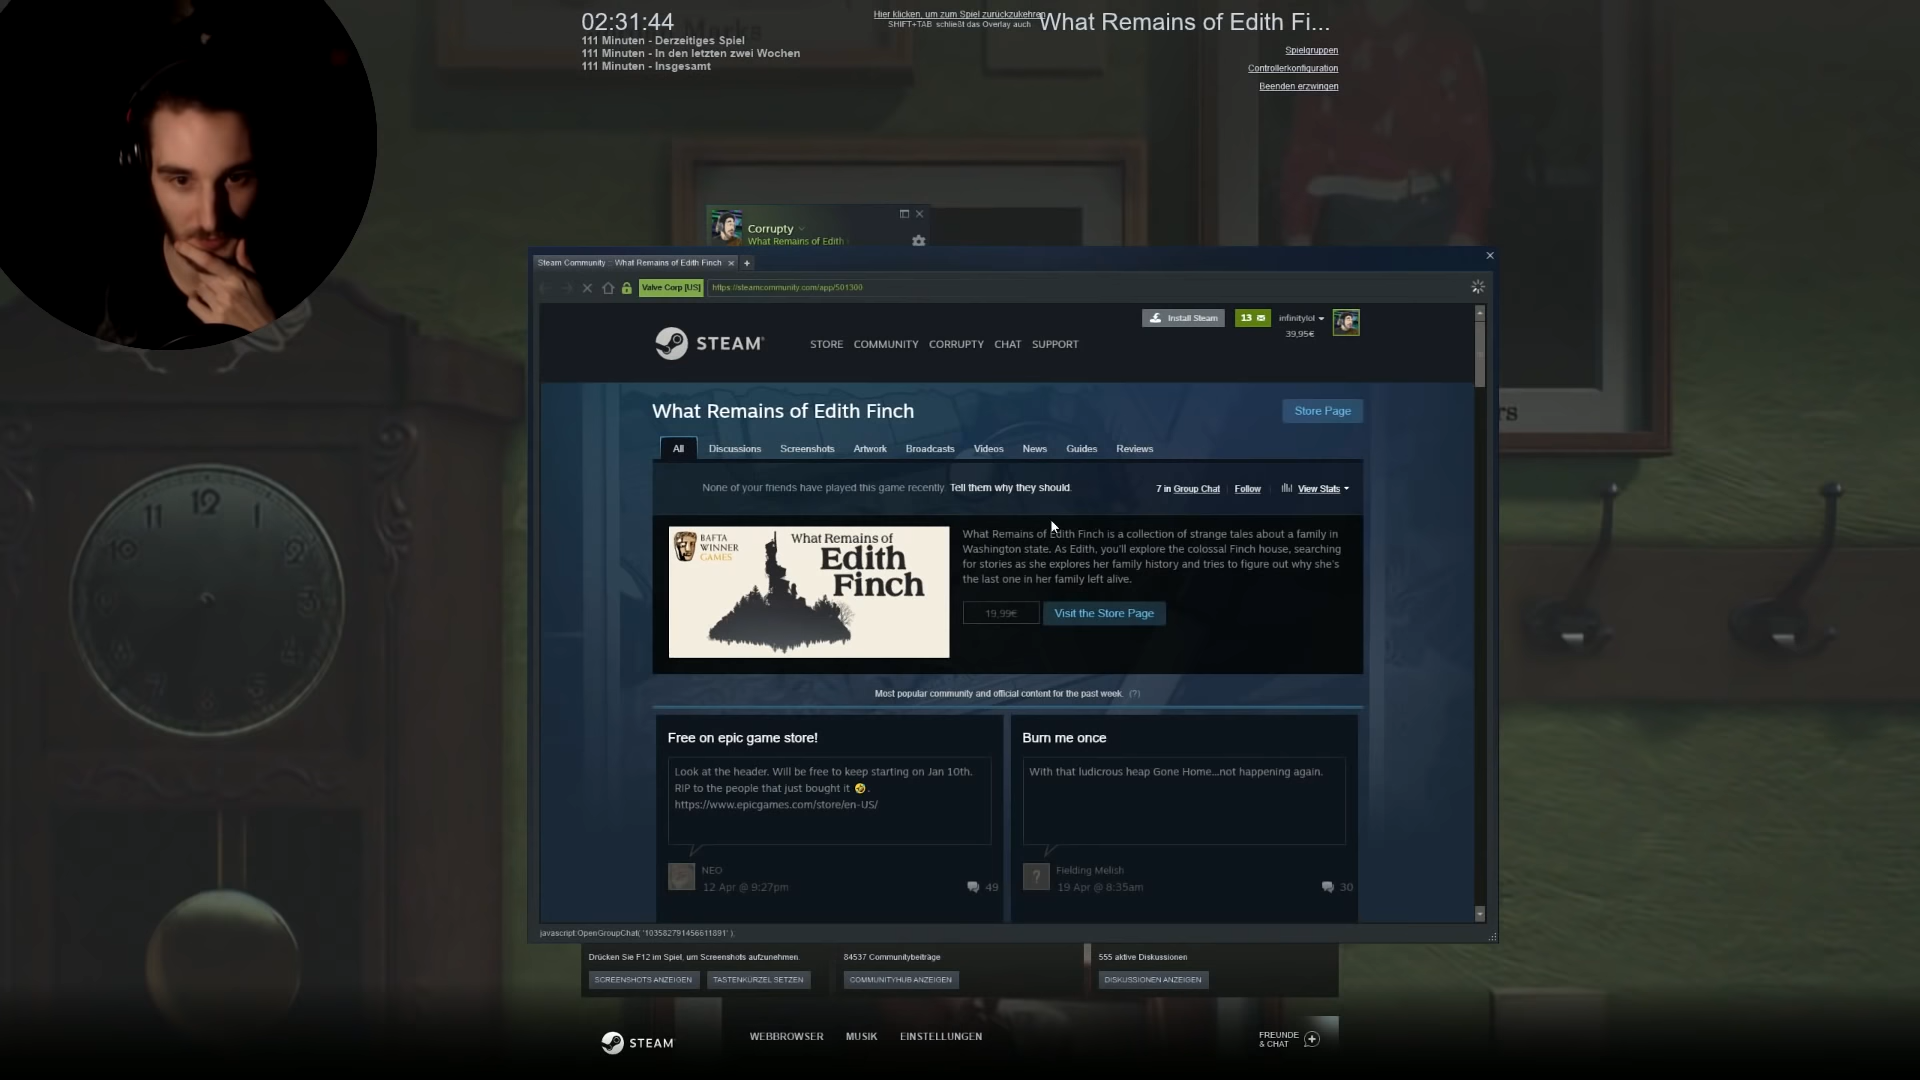 02:31:44
111 Minuten - Derzeitiges Spiel
111 Minuten - In den letzten zwei Wochen
111 Minuten - Insgesamt
Hier klicken, um zum Spiel zurückzukehren
SHIFT+TAB schließt das Overlay auch
What Remains of Edith Fi...
Spielgruppen
Controllerkonfiguration
Beenden erzwingen
Corrupty
What Remains of Edith
Steam Community :: What Remains of Edith Finch
Valve Corp [US]
https://steamcommunity.com/app/501300
Install Steam
13
infinitylol
39,95€
STEAM
STORE COMMUNITY CORRUPTY CHAT SUPPORT
What Remains of Edith Finch
Store Page
All Discussions Screenshots Artwork Broadcasts Videos News Guides Reviews
None of your friends have played this game recently. Tell them why they should.
7 in Group Chat Follow View Stats
BAFTA
WINNER
GAMES
What Remains of
Edith
Finch
What Remains of Edith Finch is a collection of strange tales about a family in
Washington state. As Edith, you'll explore the colossal Finch house, searching
for stories as she explores her family history and tries to figure out why she's
the last one in her family left alive.
19,99€
Visit the Store Page
Most popular community and official content for the past week. (?)
Free on epic game store!
Look at the header. Will be free to keep starting on Jan 10th.
RIP to the people that just bought it 🤣.
https://www.epicgames.com/store/en-US/
NEO
12 Apr @ 9:27pm
49
Burn me once
With that ludicrous heap Gone Home...not happening again.
Fielding Melish
19 Apr @ 8:35am
30
javascript:OpenGroupChat( '103582791456611891' );
Drücken Sie F12 im Spiel, um Screenshots aufzunehmen.
SCREENSHOTS ANZEIGEN
TASTENKÜRZEL SETZEN
84537 Communitybeiträge
COMMUNITYHUB ANZEIGEN
555 aktive Diskussionen
DISKUSSIONEN ANZEIGEN
STEAM
WEBBROWSER
MUSIK
EINSTELLUNGEN
FREUNDE
& CHAT